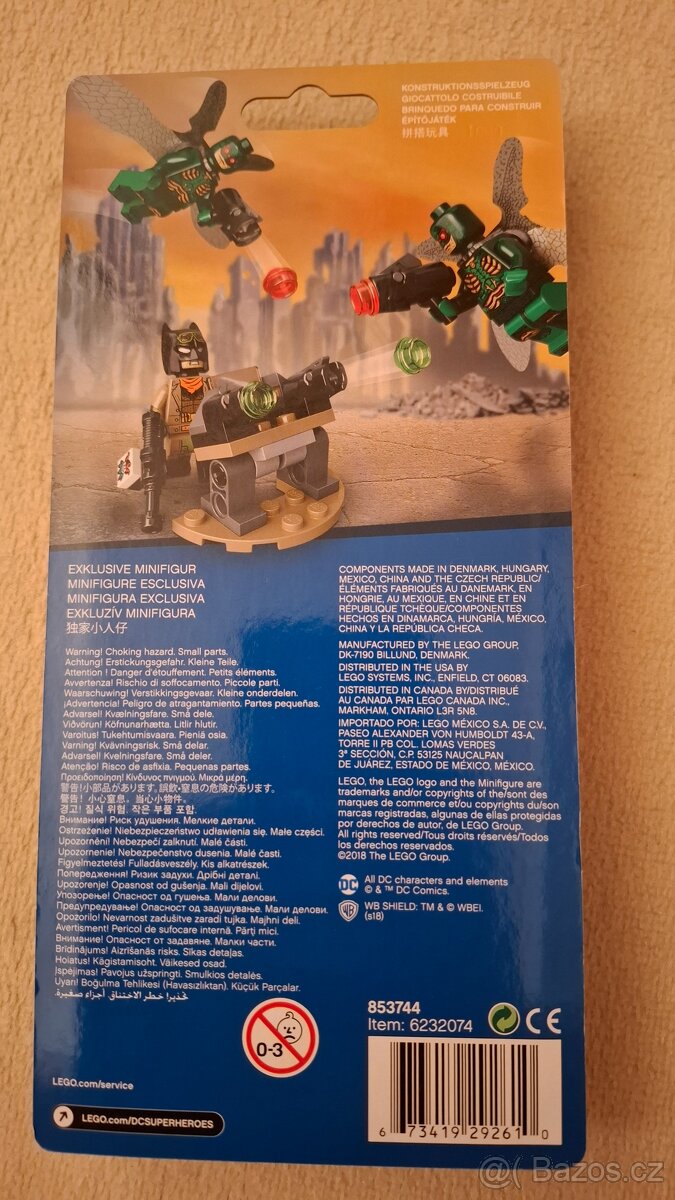 KONSTRUKTIONSSPIELZEUG
GIOCATTOLO COSTRUIBILE
BRINQUEDO PARA CONSTRUIR
ÉPÍTŐJÁTÉK
拼搭玩具
EXKLUSIVE MINIFIGUR
MINIFIGURE ESCLUSIVA
MINIFIGURA EXCLUSIVA
EXKLUZÍV MINIFIGURA
独家小人仔
Warning! Choking hazard. Small parts.
Achtung! Erstickungsgefahr. Kleine Teile.
Attention ! Danger d'étouffement. Petits éléments.
Avvertenza! Rischio di soffocamento. Piccole parti.
Waarschuwing! Verstikkingsgevaar. Kleine onderdelen.
¡Advertencia! Peligro de atragantamiento. Partes pequeñas.
Advarsel! Kvælningsfare. Små dele.
Viðvörun! Köfnunarhætta. Litlir hlutir.
Varoitus! Tukehtumisvaara. Pieniä osia.
Varning! Kvävningsrisk. Små delar.
Advarsel! Kvelningsfare. Små deler.
Atenção! Risco de asfixia. Pequenas partes.
Προειδοποίηση! Κίνδυνος πνιγμού. Μικρά μέρη.
警告!小部品があります。誤飲・窒息の危険があります。
警告! 小心窒息，当心小物件。
경고! 질식 위험. 작은 부품 포함.
Внимание! Риск удушения. Мелкие детали.
Ostrzeżenie! Niebezpieczeństwo udławienia się. Małe części.
Upozornění! Nebezpečí zalknutí. Malé části.
Upozornenie! Nebezpečenstvo dusenia. Malé časti.
Figyelmeztetés! Fulladásveszély. Kis alkatrészek.
Попередження! Ризик задухи. Дрібні деталі.
Upozorenje! Opasnost od gušenja. Mali dijelovi.
Упозорење! Опасност од гушења. Мали делови.
Предупредување! Опасност од задушување. Мали делови.
Opozorilo! Nevarnost zadušitve zaradi tujka. Majhni deli.
Avertisment! Pericol de sufocare internă. Părți mici.
Внимание! Опасност от задавяне. Малки части.
Brīdinājums! Aizrīšanās risks. Sīkas detaļas.
Hoiatus! Kägistamisoht. Väikesed osad.
Įspėjimas! Pavojus užspringti. Smulkios detalės.
Uyarı! Boğulma Tehlikesi (Havasızlıktan). Küçük Parçalar.
تحذير! خطر الاختناق. أجزاء صغيرة.
COMPONENTS MADE IN DENMARK, HUNGARY,
MEXICO, CHINA AND THE CZECH REPUBLIC/
ÉLÉMENTS FABRIQUÉS AU DANEMARK, EN
HONGRIE, AU MEXIQUE, EN CHINE ET EN
RÉPUBLIQUE TCHÈQUE/COMPONENTES
HECHOS EN DINAMARCA, HUNGRÍA, MÉXICO,
CHINA Y LA REPÚBLICA CHECA.
MANUFACTURED BY THE LEGO GROUP,
DK-7190 BILLUND, DENMARK.
DISTRIBUTED IN THE USA BY
LEGO SYSTEMS, INC., ENFIELD, CT 06083.
DISTRIBUTED IN CANADA BY/DISTRIBUÉ
AU CANADA PAR LEGO CANADA INC.,
MARKHAM, ONTARIO L3R 5N8.
IMPORTADO POR: LEGO MÉXICO S.A. DE C.V.,
PASEO ALEXANDER VON HUMBOLDT 43-A,
TORRE II PB COL. LOMAS VERDES
3ª SECCIÓN, C.P. 53125 NAUCALPAN
DE JUÁREZ, ESTADO DE MÉXICO, MÉXICO.
LEGO, the LEGO logo and the Minifigure are
trademarks and/or copyrights of the/sont des
marques de commerce et/ou copyrights du/son
marcas registradas, algunas de ellas protegidas
por derechos de autor, de LEGO Group.
All rights reserved/Tous droits réservés/Todos
los derechos reservados.
©2018 The LEGO Group.
DC
All DC characters and elements
© & ™ DC Comics.
WB
WB SHIELD: TM & © WBEI.
(s18)
853744
Item: 6232074
CE
0-3
6 73419 29261 0
LEGO.com/service
LEGO.com/DCSUPERHEROES
Bazos.cz